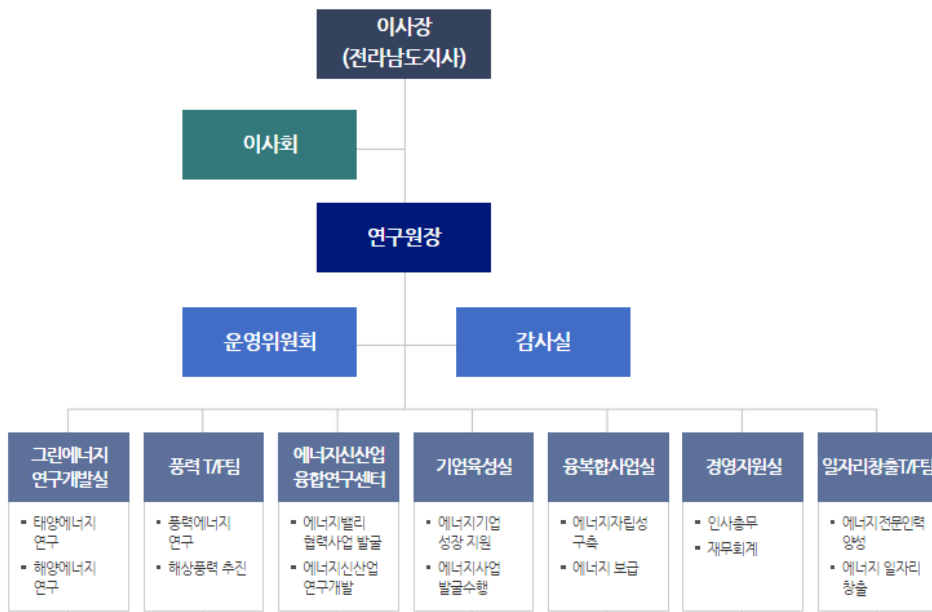 이사장
(전라남도지사)
이사회
연구원장
운영위원회
감사실
그린에너지
연구개발실
풍력 T/F팀
에너지신산업
융합연구센터
기업육성실
융복합사업실
경영지원실
일자리창출T/F팀
▪ 태양에너지
연구
▪ 해양에너지
연구
▪ 풍력에너지
연구
▪ 해상풍력 추진
▪ 에너지밸리
협력사업 발굴
▪ 에너지신산업
연구개발
▪ 에너지기업
성장 지원
▪ 에너지사업
발굴수행
▪ 에너지자립섬
구축
▪ 에너지 보급
▪ 인사총무
▪ 재무회계
▪ 에너지전문인력
양성
▪ 에너지 일자리
창출